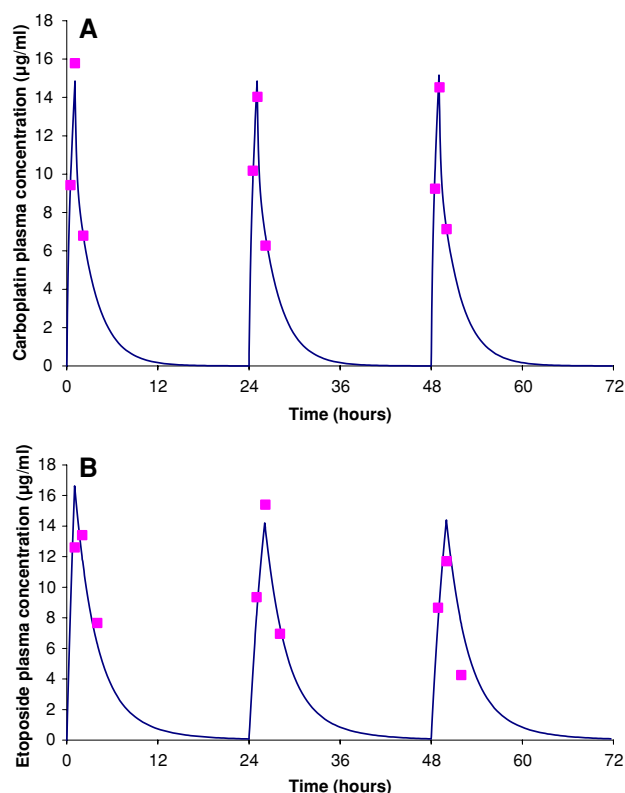 A
Carboplatin plasma concentration (µg/ml)
18
16
14
12
10
8
6
4
2
0
0 12 24 36 48 60 72
Time (hours)
B
Etoposide plasma concentration (µg/ml)
18
16
14
12
10
8
6
4
2
0
0 12 24 36 48 60 72
Time (hours)